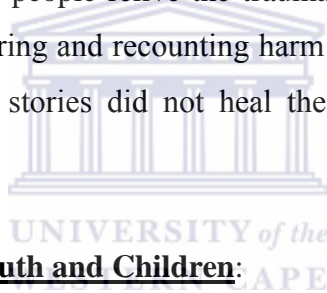 people relive the trauma
ring and recounting harm
stories did not heal the
UNIVERSITY of the
uth and Children:
WESTERN CAPE